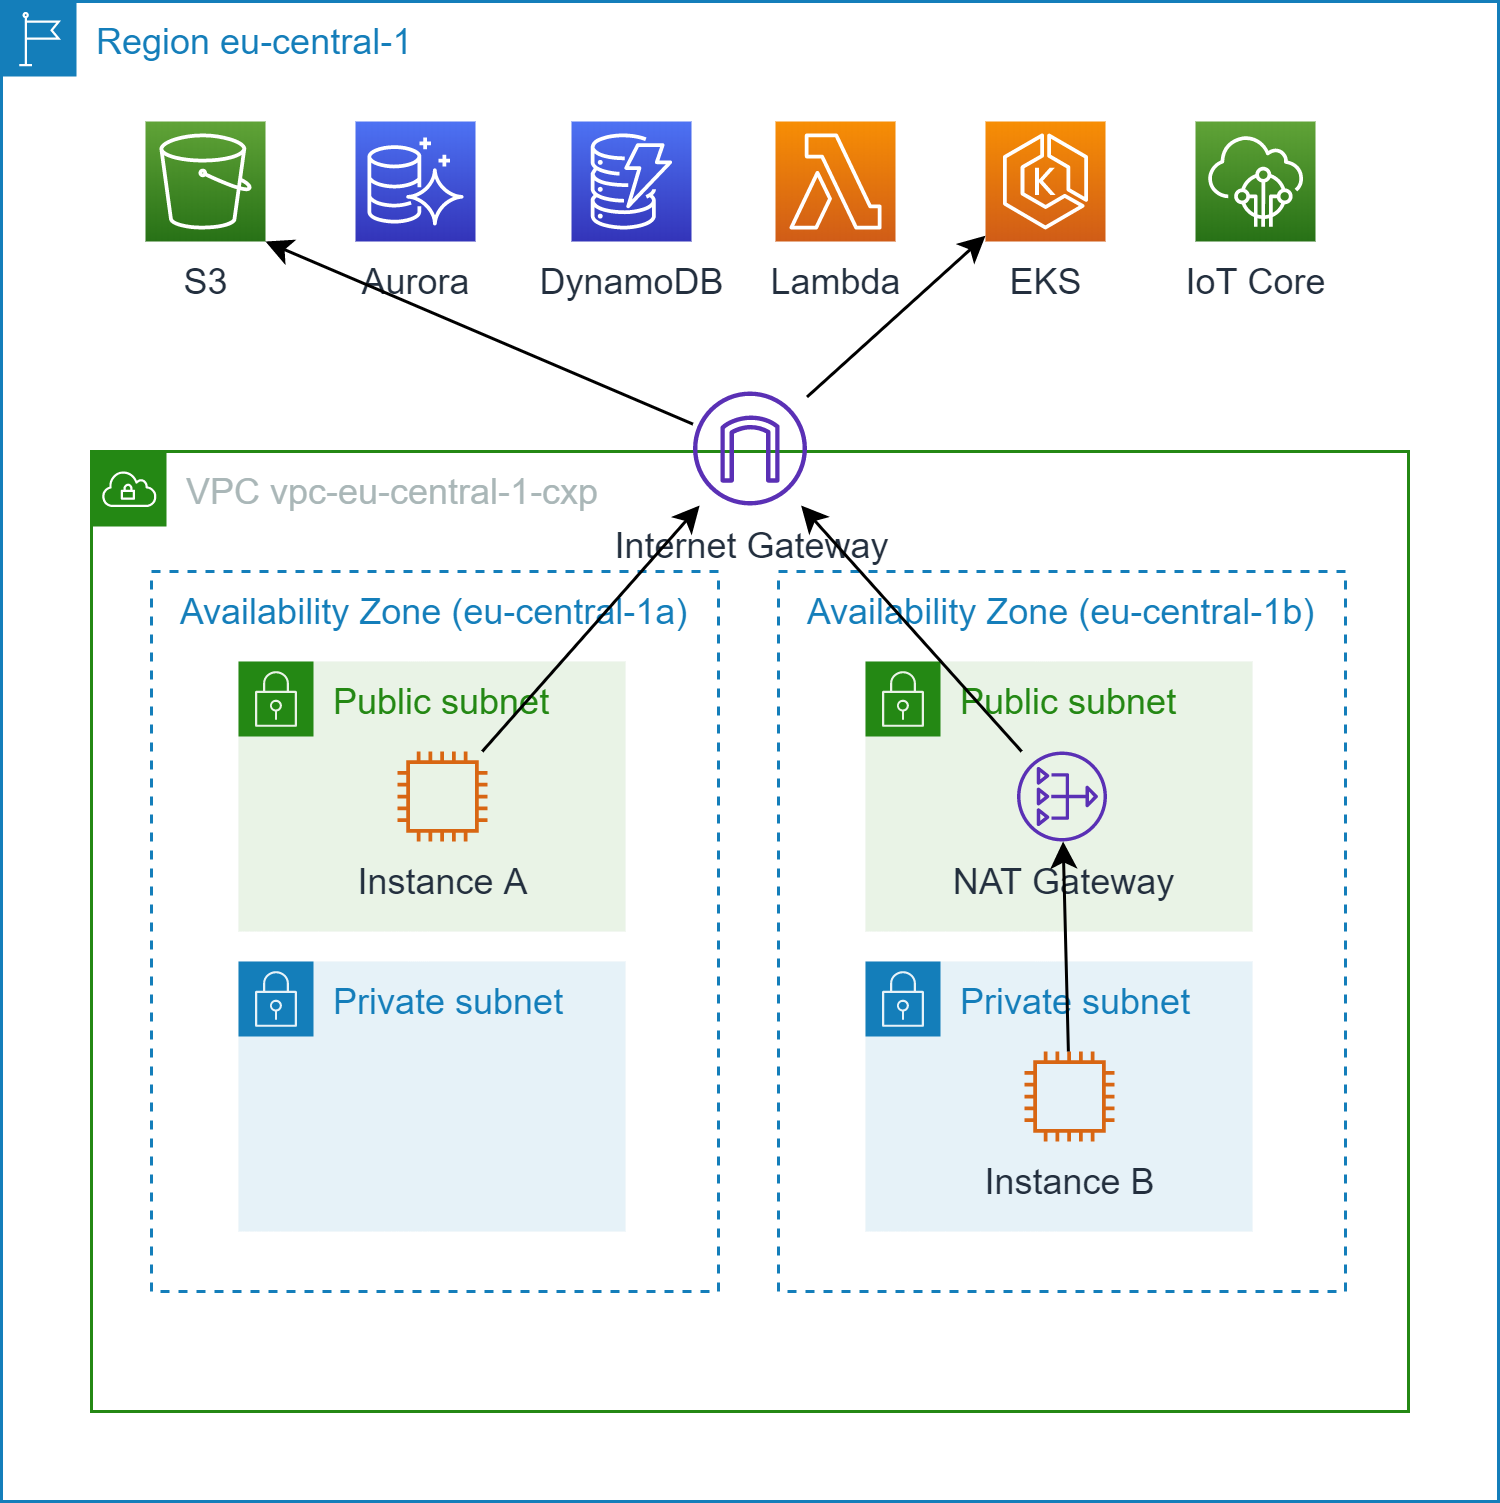 Region eu-central-1
S3
Aurora
DynamoDB
Lambda
EKS
IoT Core
VPC vpc-eu-central-1-cxp
Internet Gateway
Availability Zone (eu-central-1a)
Public subnet
Instance A
Private subnet
Availability Zone (eu-central-1b)
Public subnet
NAT Gateway
Private subnet
Instance B